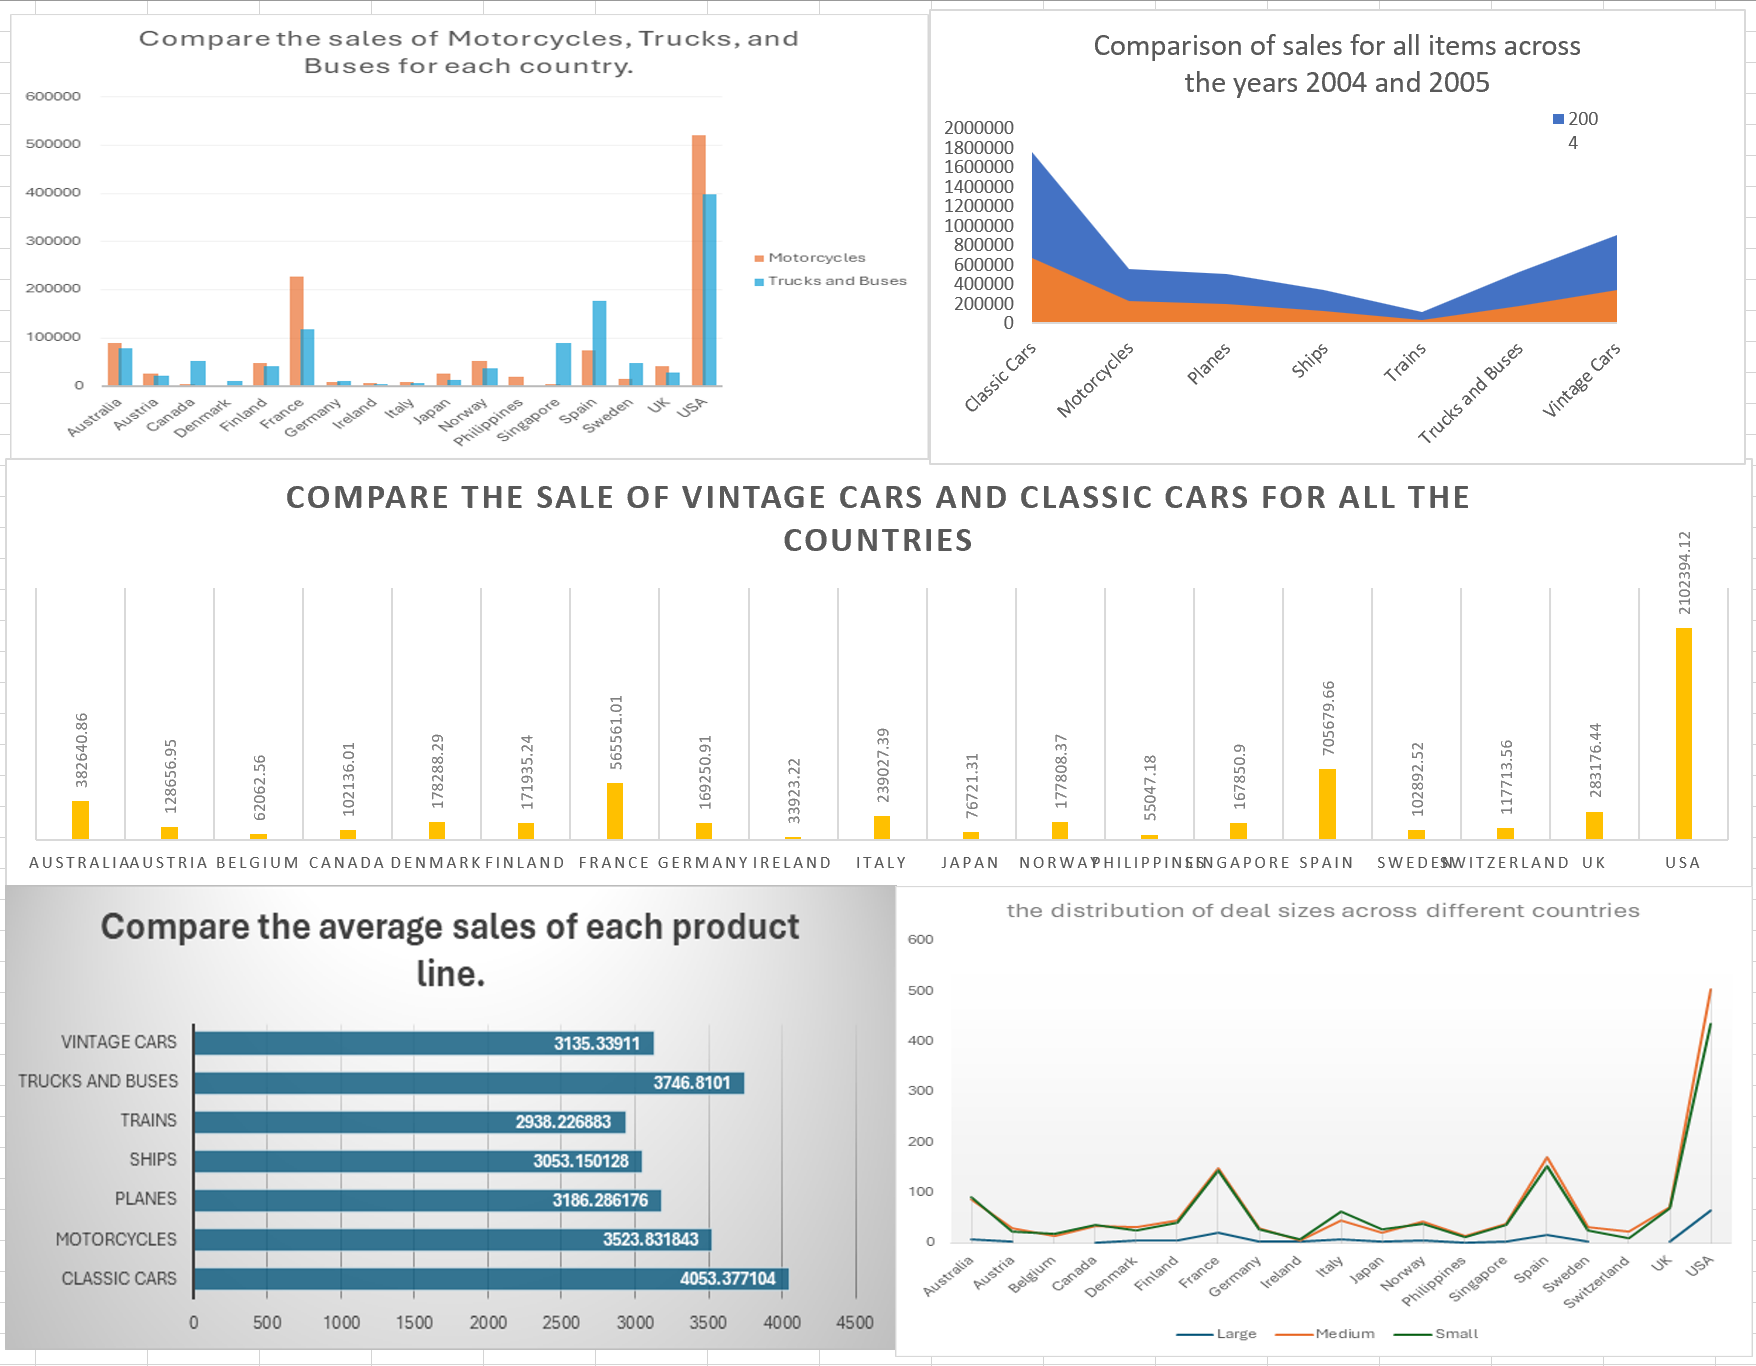 Compare the sales of Motorcycles, Trucks, and
Buses for each country.
600000
500000
400000
300000
200000
100000
0
Motorcycles
Trucks and Buses
Australia
Austria
Canada
Denmark
Finland
France
Germany
Ireland
Italy
Japan
Norway
Philippines
Singapore
Spain
Sweden
UK
USA
Comparison of sales for all items across
the years 2004 and 2005
200
4
2000000
1800000
1600000
1400000
1200000
1000000
800000
600000
400000
200000
0
Classic Cars
Motorcycles
Planes
Ships
Trains
Trucks and Buses
Vintage Cars
COMPARE THE SALE OF VINTAGE CARS AND CLASSIC CARS FOR ALL THE
COUNTRIES
382640.86
128656.95
62062.56
102136.01
178288.29
171935.24
565561.01
169250.91
33923.22
239027.39
76721.31
177808.37
55047.18
167850.9
705679.66
102892.52
117713.56
283176.44
2102394.12
AUSTRALIA
AUSTRIA
BELGIUM
CANADA
DENMARK
FINLAND
FRANCE
GERMANY
IRELAND
ITALY
JAPAN
NORWAY
PHILIPPINES
SINGAPORE
SPAIN
SWEDEN
SWITZERLAND
UK
USA
Compare the average sales of each product
line.
VINTAGE CARS
3135.33911
TRUCKS AND BUSES
3746.8101
TRAINS
2938.226883
SHIPS
3053.150128
PLANES
3186.286176
MOTORCYCLES
3523.831843
CLASSIC CARS
4053.377104
0
500
1000
1500
2000
2500
3000
3500
4000
4500
the distribution of deal sizes across different countries
600
500
400
300
200
100
0
Australia
Austria
Belgium
Canada
Denmark
Finland
France
Germany
Ireland
Italy
Japan
Norway
Philippines
Singapore
Spain
Sweden
Switzerland
UK
USA
Large
Medium
Small